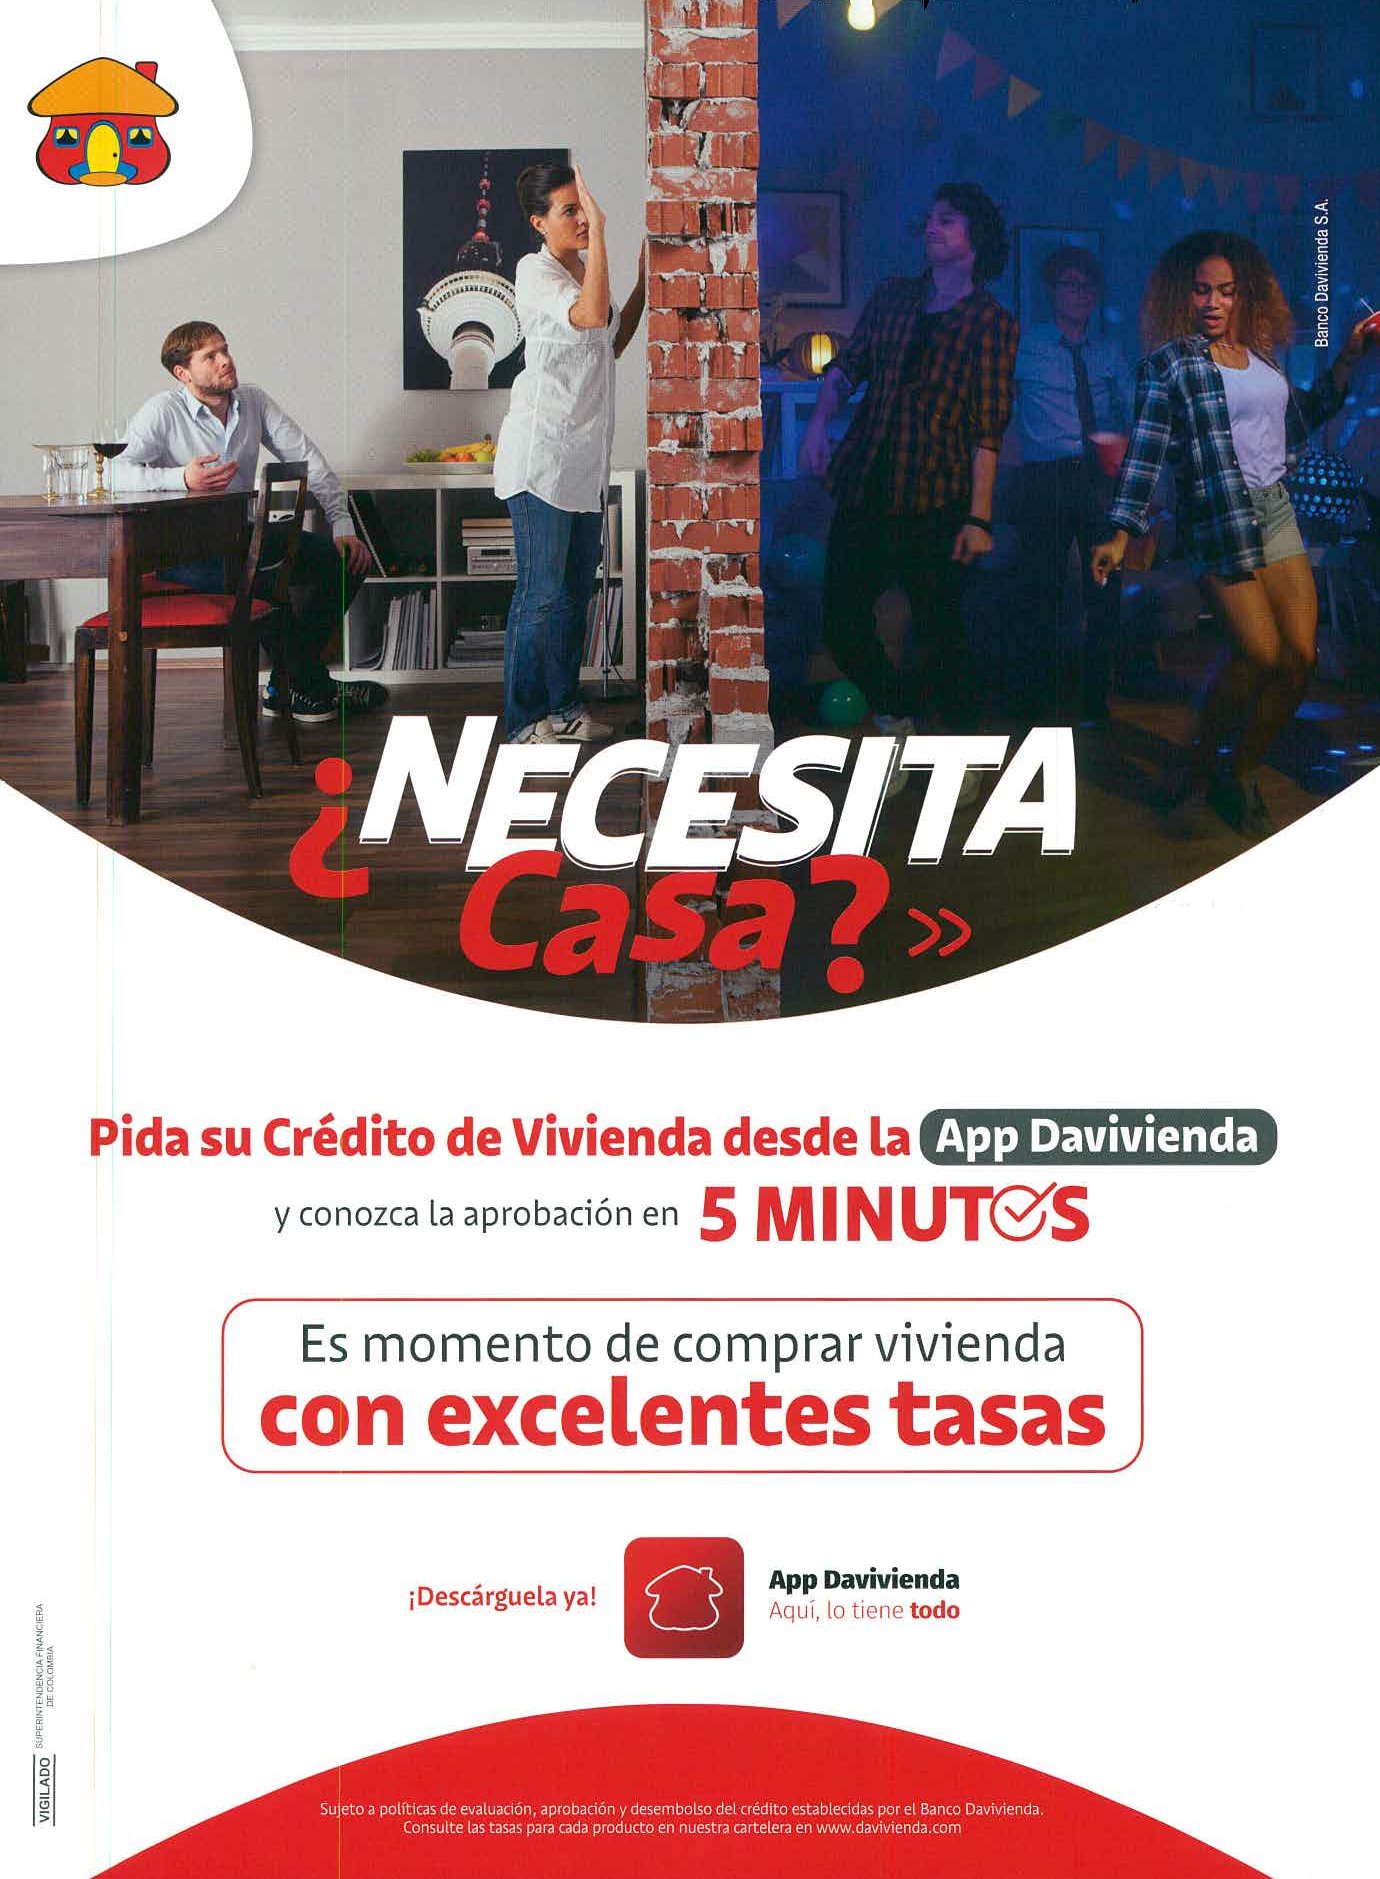 Banco Davivienda S.A.
¿NECESITA
Casa? »
Pida su Crédito de Vivienda desde la App Davivienda
y conozca la aprobación en 5 MINUTOS
Es momento de comprar vivienda
con excelentes tasas
¡Descárguela ya!
App Davivienda
Aquí, lo tiene todo
VIGILADO SUPERINTENDENCIA FINANCIERA
DE COLOMBIA
Sujeto a políticas de evaluación, aprobación y desembolso del crédito establecidas por el Banco Davivienda.
Consulte las tasas para cada producto en nuestra cartelera en www.davivienda.com